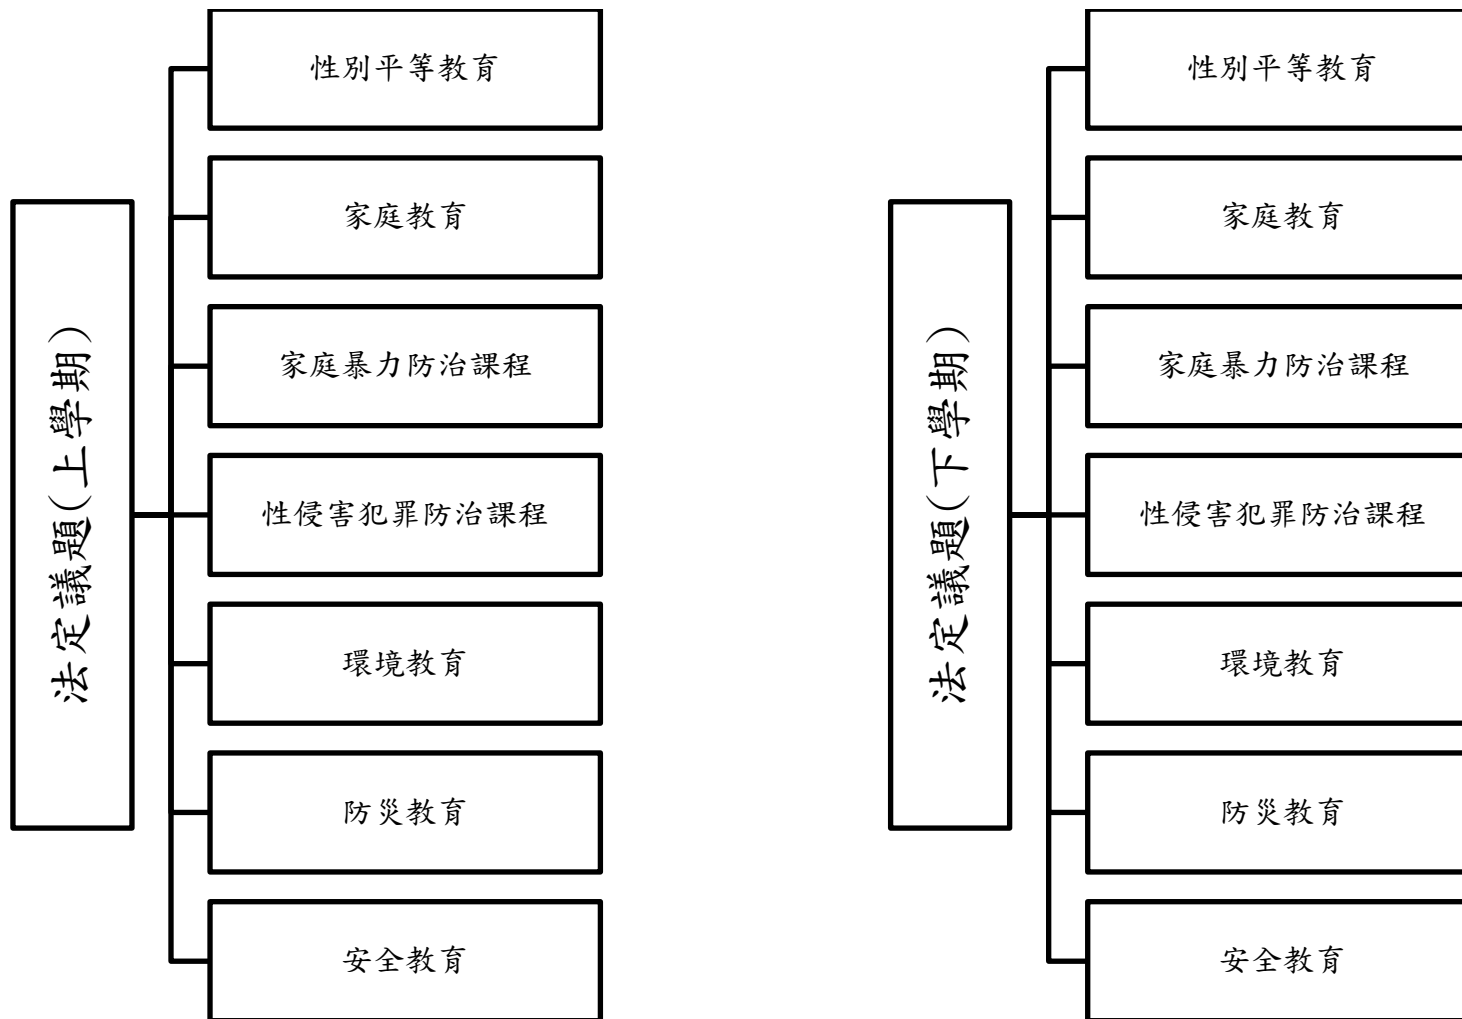 法定議題(上學期)
性別平等教育
家庭教育
家庭暴力防治課程
性侵害犯罪防治課程
環境教育
防災教育
安全教育
法定議題(下學期)
性別平等教育
家庭教育
家庭暴力防治課程
性侵害犯罪防治課程
環境教育
防災教育
安全教育